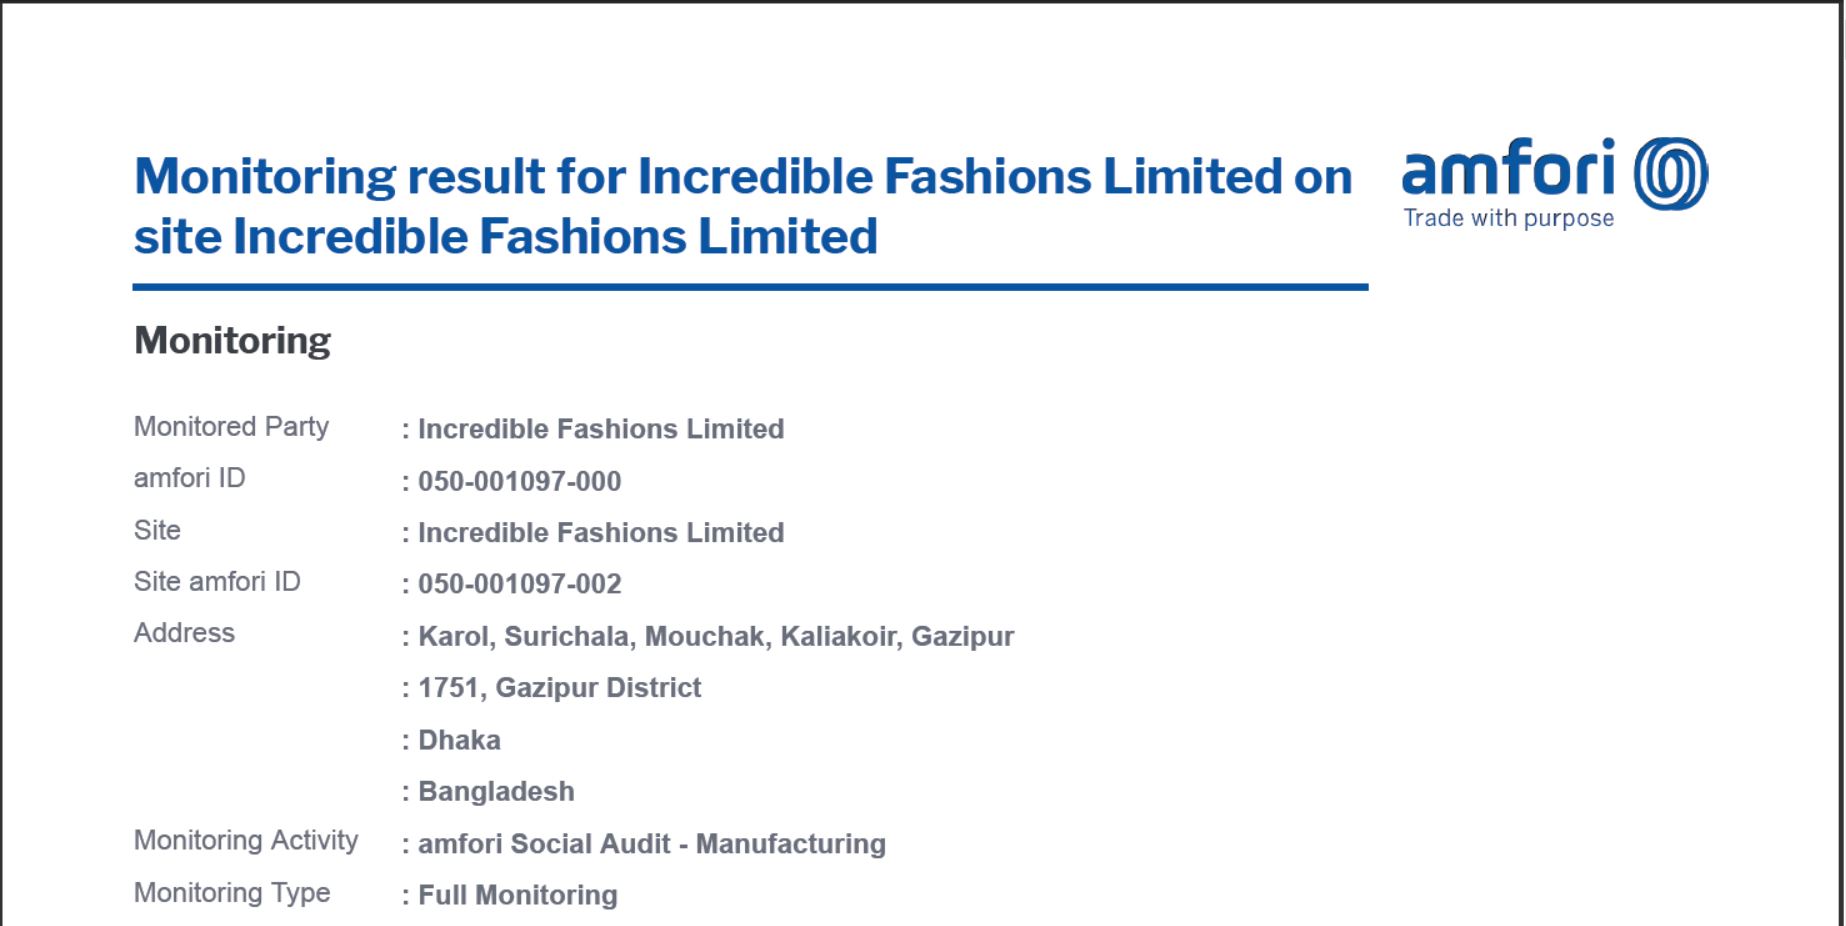 Monitoring result for Incredible Fashions Limited on
site Incredible Fashions Limited
amfori
Trade with purpose
Monitoring
Monitored Party : Incredible Fashions Limited
amfori ID : 050-001097-000
Site : Incredible Fashions Limited
Site amfori ID : 050-001097-002
Address : Karol, Surichala, Mouchak, Kaliakoir, Gazipur
: 1751, Gazipur District
: Dhaka
: Bangladesh
Monitoring Activity : amfori Social Audit - Manufacturing
Monitoring Type : Full Monitoring